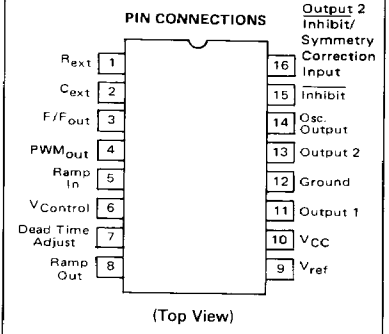 PIN CONNECTIONS
Output 2
Inhibit/
Symmetry
Correction
Input
Rext 1
16
Cext 2
15 Inhibit
F/Fout 3
14 Osc.
Output
PWMout 4
13 Output 2
Ramp
In 5
12 Ground
VControl 6
11 Output 1
Dead Time
Adjust 7
10 VCC
Ramp
Out 8
9 Vref
(Top View)